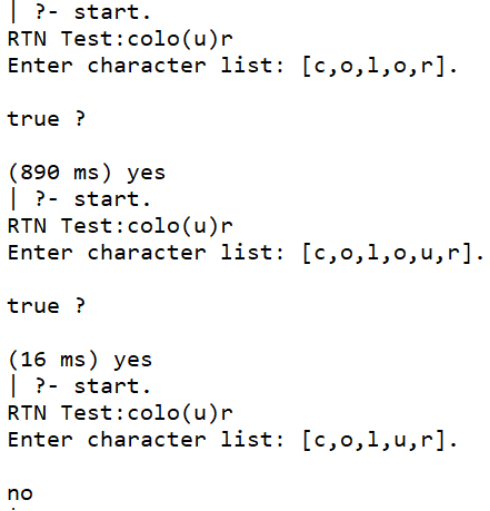 | ?- start.
RTN Test:colo(u)r
Enter character list: [c,o,l,o,r].
true ?
(890 ms) yes
| ?- start.
RTN Test:colo(u)r
Enter character list: [c,o,l,o,u,r].
true ?
(16 ms) yes
| ?- start.
RTN Test:colo(u)r
Enter character list: [c,o,l,u,r].
no